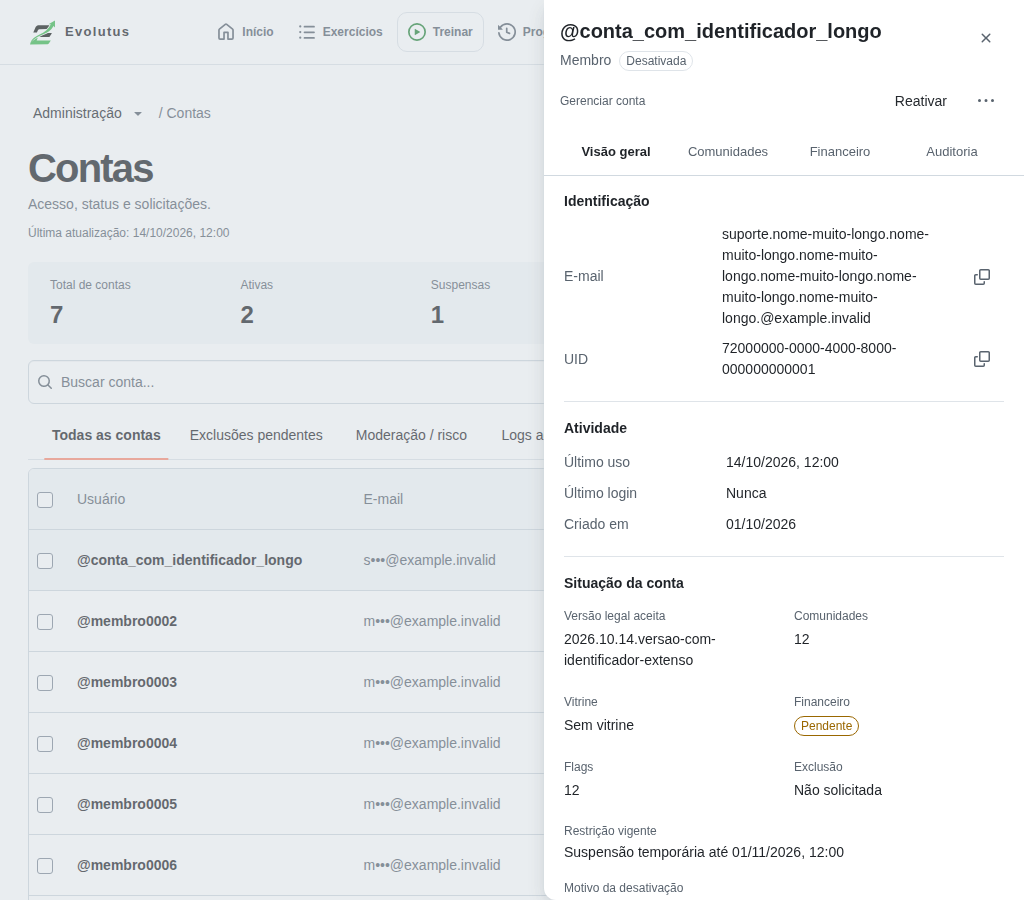 Evolutus
Início
Exercícios
Treinar
Administração
/ Contas
Contas
Acesso, status e solicitações.
Última atualização: 14/10/2026, 12:00
Total de contas
Ativas
Suspensas
7
2
1
Buscar conta...
Todas as contas
Exclusões pendentes
Moderação / risco
Logs
Usuário
E-mail
@conta_com_identificador_longo
s•••@example.invalid
@membro0002
m•••@example.invalid
@membro0003
m•••@example.invalid
@membro0004
m•••@example.invalid
@membro0005
m•••@example.invalid
@membro0006
m•••@example.invalid
@conta_com_identificador_longo
Membro
Desativada
Gerenciar conta
Reativar
Visão geral
Comunidades
Financeiro
Auditoria
Identificação
E-mail
suporte.nome-muito-longo.nome-
muito-longo.nome-muito-
longo.nome-muito-longo.nome-
muito-longo.nome-muito-
longo.@example.invalid
UID
72000000-0000-4000-8000-
000000000001
Atividade
Último uso
14/10/2026, 12:00
Último login
Nunca
Criado em
01/10/2026
Situação da conta
Versão legal aceita
Comunidades
2026.10.14.versao-com-
identificador-extenso
12
Vitrine
Financeiro
Sem vitrine
Pendente
Flags
Exclusão
12
Não solicitada
Restrição vigente
Suspensão temporária até 01/11/2026, 12:00
Motivo da desativação